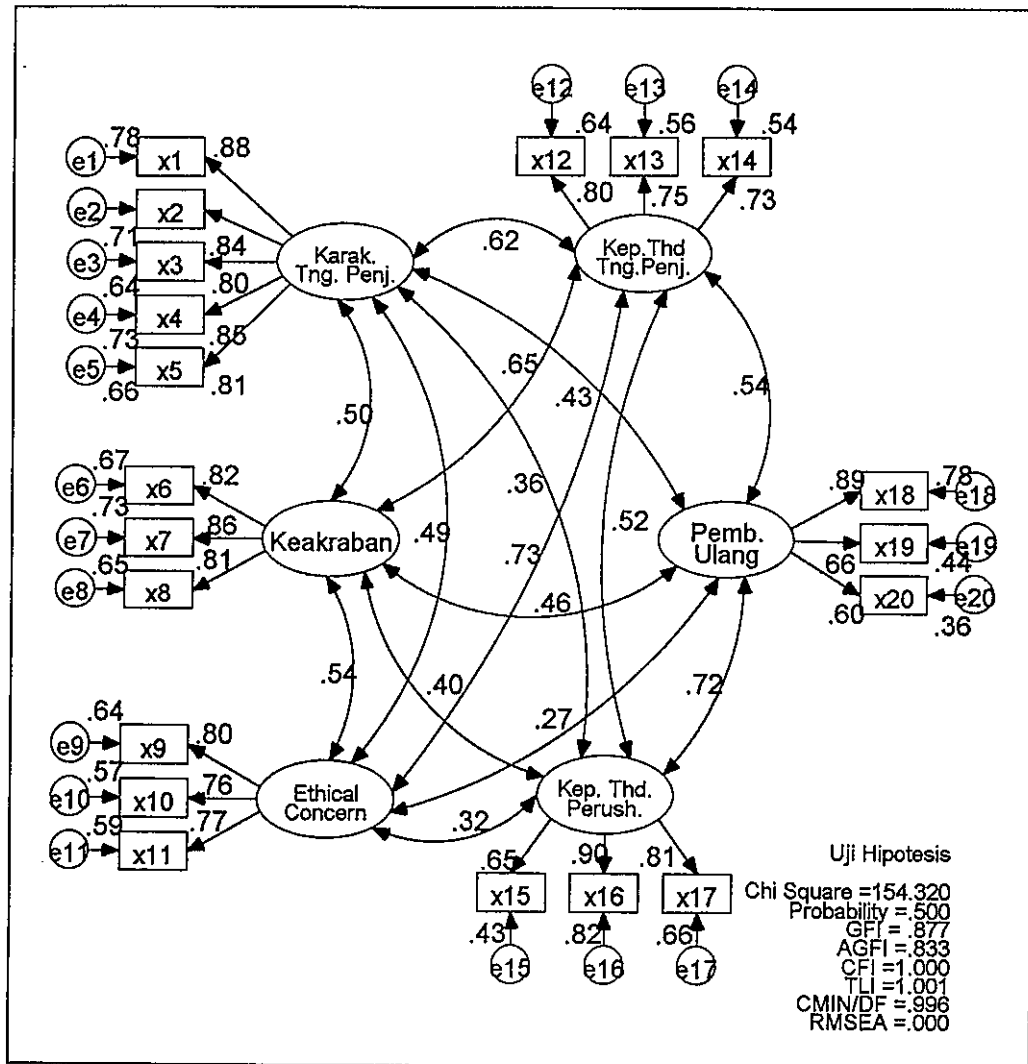 e12 e13 e14
.64 .56 .54
x12 x13 x14
.80 .75 .73
.78
e1 x1 .88
e2 x2
.71
e3 x3 .84
.64
e4 x4 .80
.73
e5 x5 .85
.66 .81
Karak.
Tng. Penj.
.62
Kep.Thd
Tng.Penj.
.50
.65
.43
.54
.67
e6 x6 .82
.73
e7 x7 .86
.65
e8 x8 .81
Keakraban
.49
.36
.73
.52
.46
Pemb.
Ulang
.89 x18 .78 e18
.66 x19 e19
.44
.60 x20 e20
.36
.54
.40
.27
.72
.64
e9 x9 .80
.57
e10 x10 .76
.59
e11 x11 .77
Ethical
Concern
.32
Kep. Thd.
Perush.
.65 .90 .81
x15 x16 x17
.43 .82 .66
e15 e16 e17
Uji Hipotesis
Chi Square =154.320
Probability =.500
GFI = .877
AGFI =.833
CFI =1.000
TLI =1.001
CMIN/DF =.996
RMSEA =.000